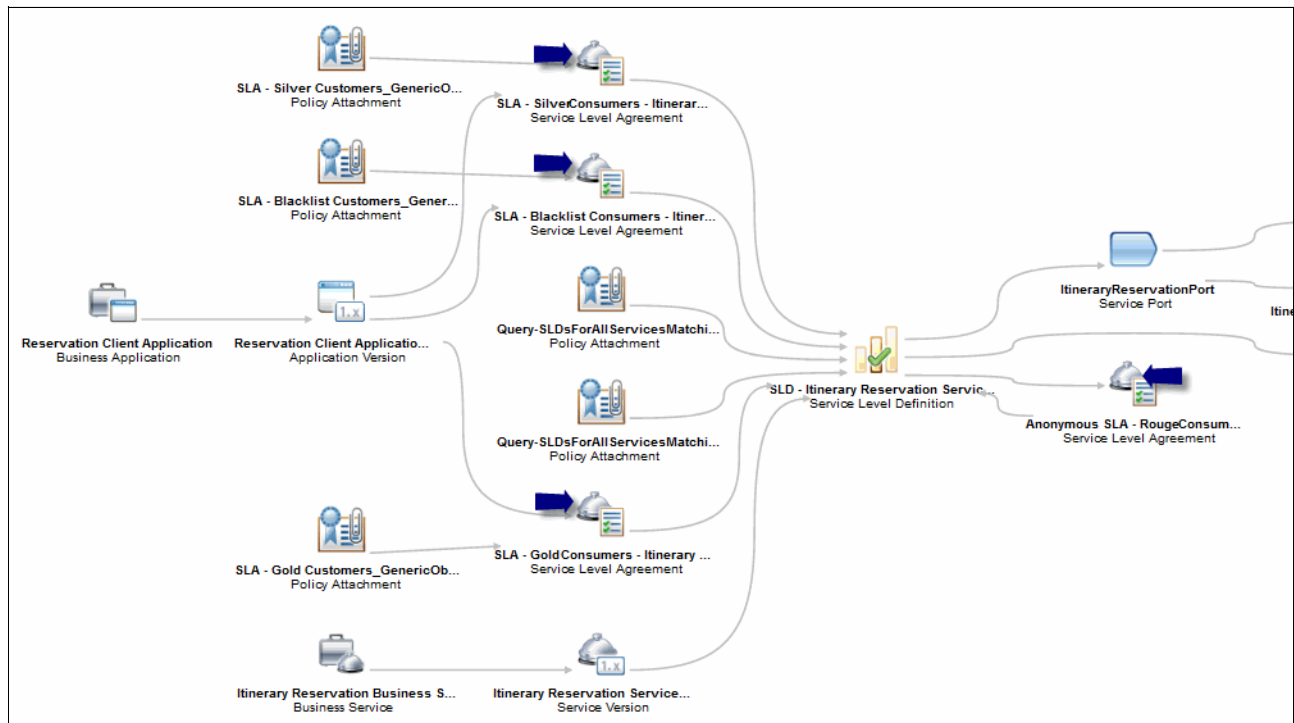 SLA - Silver Customers_GenericO...
Policy Attachment
SLA - SilverConsumers - Itinerar...
Service Level Agreement
SLA - Blacklist Customers_Gener...
Policy Attachment
SLA - Blacklist Consumers - Itiner...
Service Level Agreement
ItineraryReservationPort
Service Port
Itine
Reservation Client Application
Business Application
1.x
Reservation Client Applicatio...
Application Version
Query-SLDsForAllServicesMatchi...
Policy Attachment
SLD - Itinerary Reservation Servic...
Service Level Definition
Anonymous SLA - RougeConsum...
Service Level Agreement
Query-SLDsForAllServicesMatchi...
Policy Attachment
SLA - Gold Customers_GenericOb...
Policy Attachment
SLA - GoldConsumers - Itinerary ...
Service Level Agreement
1.x
Itinerary Reservation Business S...
Business Service
Itinerary Reservation Service...
Service Version